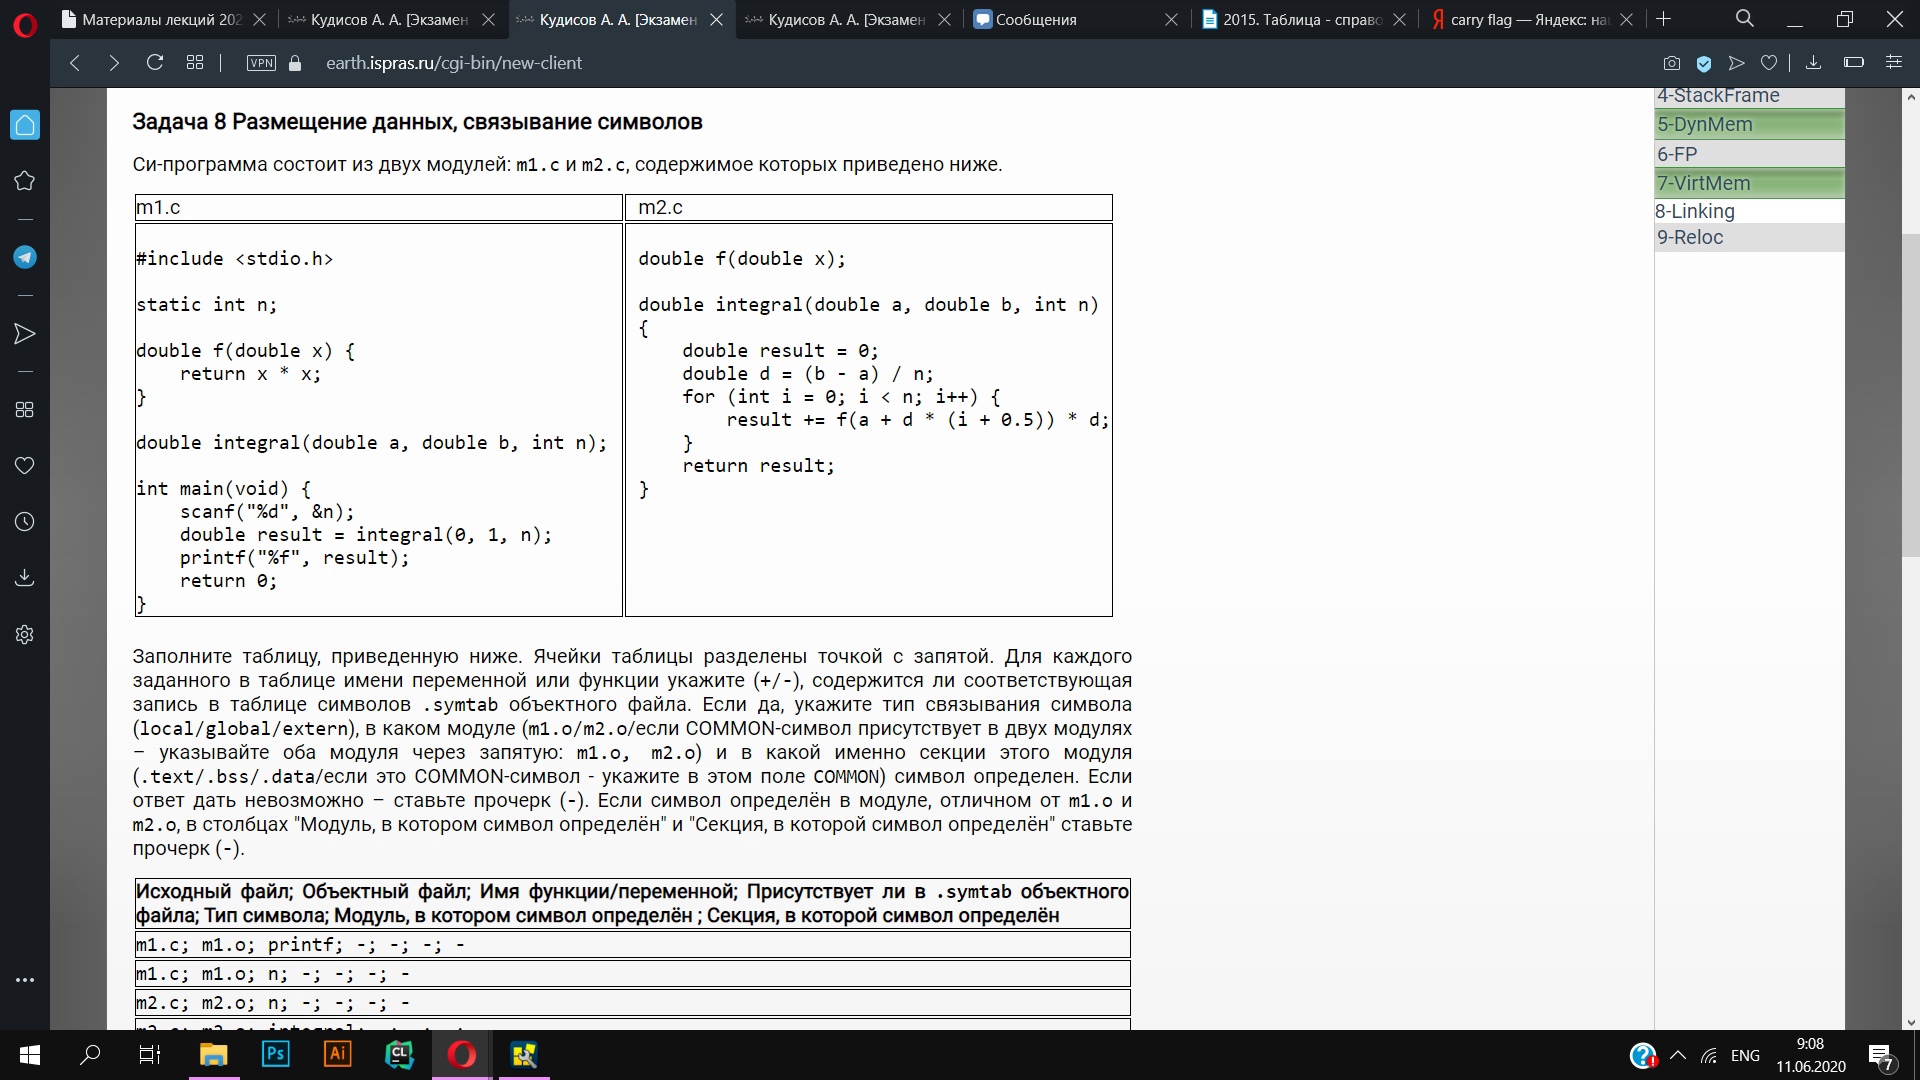 Материалы лекций 202
Кудисов А. А. [Экзамен
Кудисов А. А. [Экзамен
Кудисов А. А. [Экзамен
Сообщения
2015. Таблица - справо
carry flag — Яндекс: на
VPN
earth.ispras.ru/cgi-bin/new-client
Задача 8 Размещение данных, связывание символов
Си-программа состоит из двух модулей: m1.c и m2.c, содержимое которых приведено ниже.
m1.c
#include <stdio.h>
static int n;
double f(double x) {
return x * x;
}
double integral(double a, double b, int n);
int main(void) {
scanf("%d", &n);
double result = integral(0, 1, n);
printf("%f", result);
return 0;
}
m2.c
double f(double x);
double integral(double a, double b, int n)
{
double result = 0;
double d = (b - a) / n;
for (int i = 0; i < n; i++) {
result += f(a + d * (i + 0.5)) * d;
}
return result;
}
Заполните таблицу, приведенную ниже. Ячейки таблицы разделены точкой с запятой. Для каждого
заданного в таблице имени переменной или функции укажите (+/-), содержится ли соответствующая
запись в таблице символов .symtab объектного файла. Если да, укажите тип связывания символа
(local/global/extern), в каком модуле (m1.o/m2.o/если COMMON-символ присутствует в двух модулях
– указывайте оба модуля через запятую: m1.o, m2.o) и в какой именно секции этого модуля
(.text/.bss/.data/если это COMMON-символ - укажите в этом поле COMMON) символ определен. Если
ответ дать невозможно – ставьте прочерк (-). Если символ определён в модуле, отличном от m1.o и
m2.o, в столбцах "Модуль, в котором символ определён" и "Секция, в которой символ определён" ставьте
прочерк (-).
Исходный файл; Объектный файл; Имя функции/переменной; Присутствует ли в .symtab объектного
файла; Тип символа; Модуль, в котором символ определён ; Секция, в которой символ определён
m1.c; m1.o; printf; -; -; -; -
m1.c; m1.o; n; -; -; -; -
m2.c; m2.o; n; -; -; -; -
m2.c; m2.o; integral; -; -; -; -
4-StackFrame
5-DynMem
6-FP
7-VirtMem
8-Linking
9-Reloc
Ps
Ai
CL
ENG
9:08
11.06.2020
7